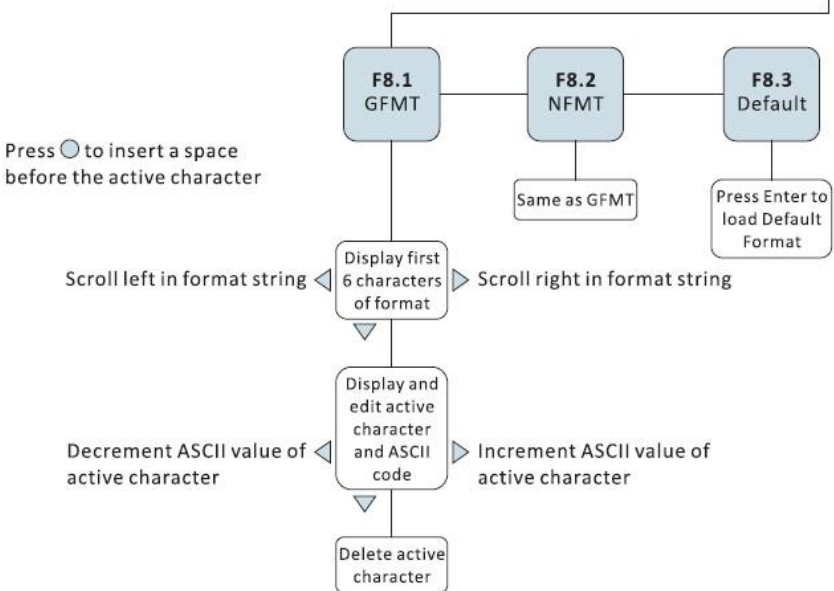 F8.1
GFMT
F8.2
NFMT
F8.3
Default
Press to insert a space
before the active character
Same as GFMT
Press Enter to
load Default
Format
Scroll left in format string
Display first
6 characters
of format
Scroll right in format string
Decrement ASCII value of
active character
Display and
edit active
character
and ASCII
code
Increment ASCII value of
active character
Delete active
character